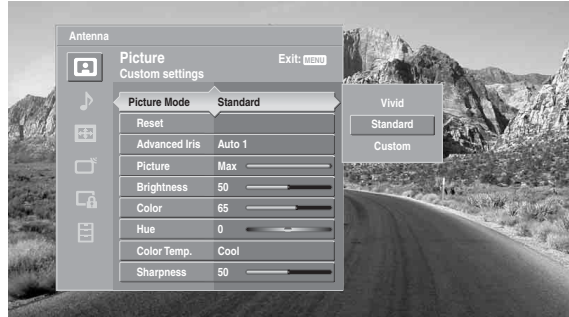 Antenna
Picture Exit: MENU
Custom settings
Picture Mode Standard
Reset
Advanced Iris Auto 1
Picture Max
Brightness 50
Color 65
Hue 0
Color Temp. Cool
Sharpness 50
Vivid
Standard
Custom